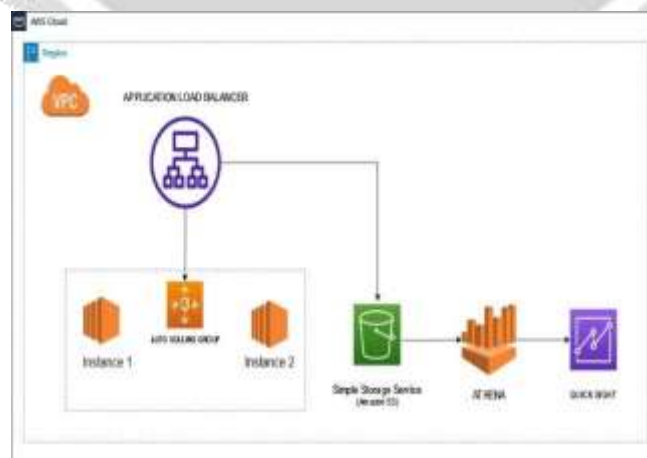 AWS Cloud
Region
VPC
APPLICATION LOAD BALANCER
Instance 1
AUTO SCALLING GROUP
Instance 2
Simple Storage Service
(Amazon S3)
ATHENA
QUICK SIGHT